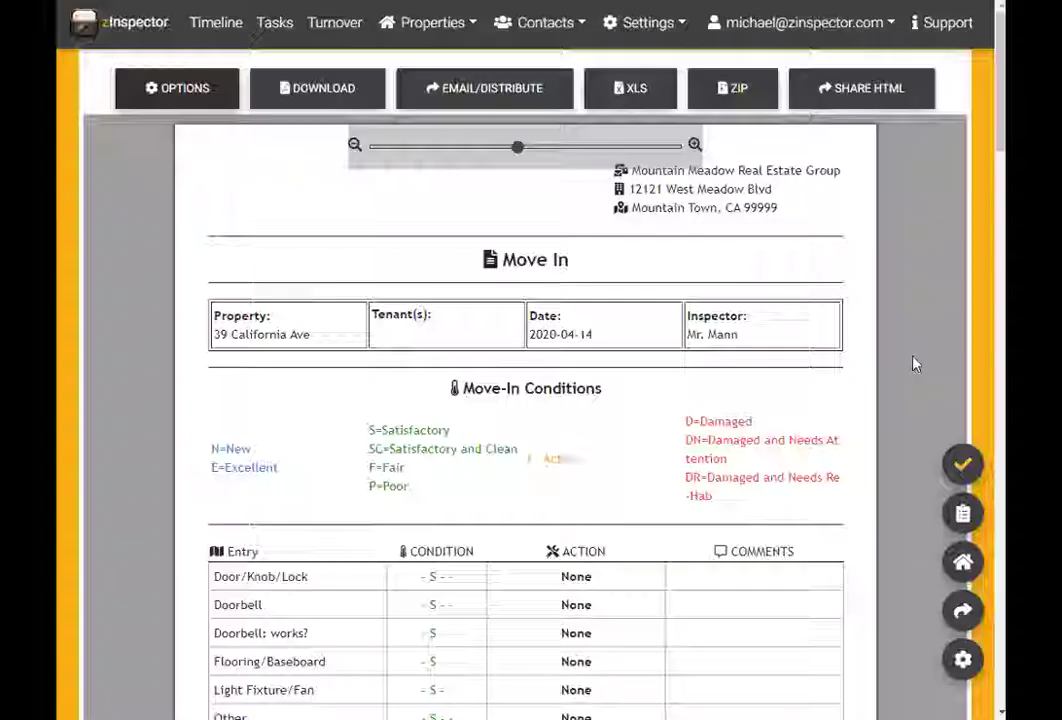 zInspector Timeline Tasks Turnover Properties Contacts Settings michael@zinspector.com Support
OPTIONS DOWNLOAD EMAIL/DISTRIBUTE XLS ZIP SHARE HTML
Mountain Meadow Real Estate Group
12121 West Meadow Blvd
Mountain Town, CA 99999
Move In
Property: Tenant(s): Date: Inspector:
39 California Ave 2020-04-14 Mr. Mann
Move-In Conditions
N=New
E=Excellent
S=Satisfactory
SC=Satisfactory and Clean
F=Fair
P=Poor
D=Damaged
DN=Damaged and Needs At
tention
DR=Damaged and Needs Re
-Hab
Entry CONDITION ACTION COMMENTS
Door/Knob/Lock - S - - None
Doorbell - S - - None
Doorbell: works? - S None
Flooring/Baseboard - S None
Light Fixture/Fan - S - None
Other - S - - None